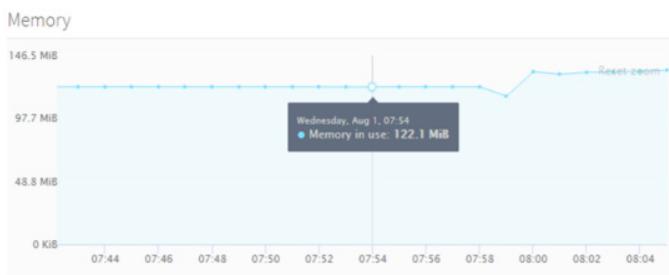 Memory
146.5 MiB
Reset zoom
97.7 MiB
Wednesday, Aug 1, 07:54
Memory in use: 122.1 MiB
48.8 MiB
0 KiB
07:44 07:46 07:48 07:50 07:52 07:54 07:56 07:58 08:00 08:02 08:04